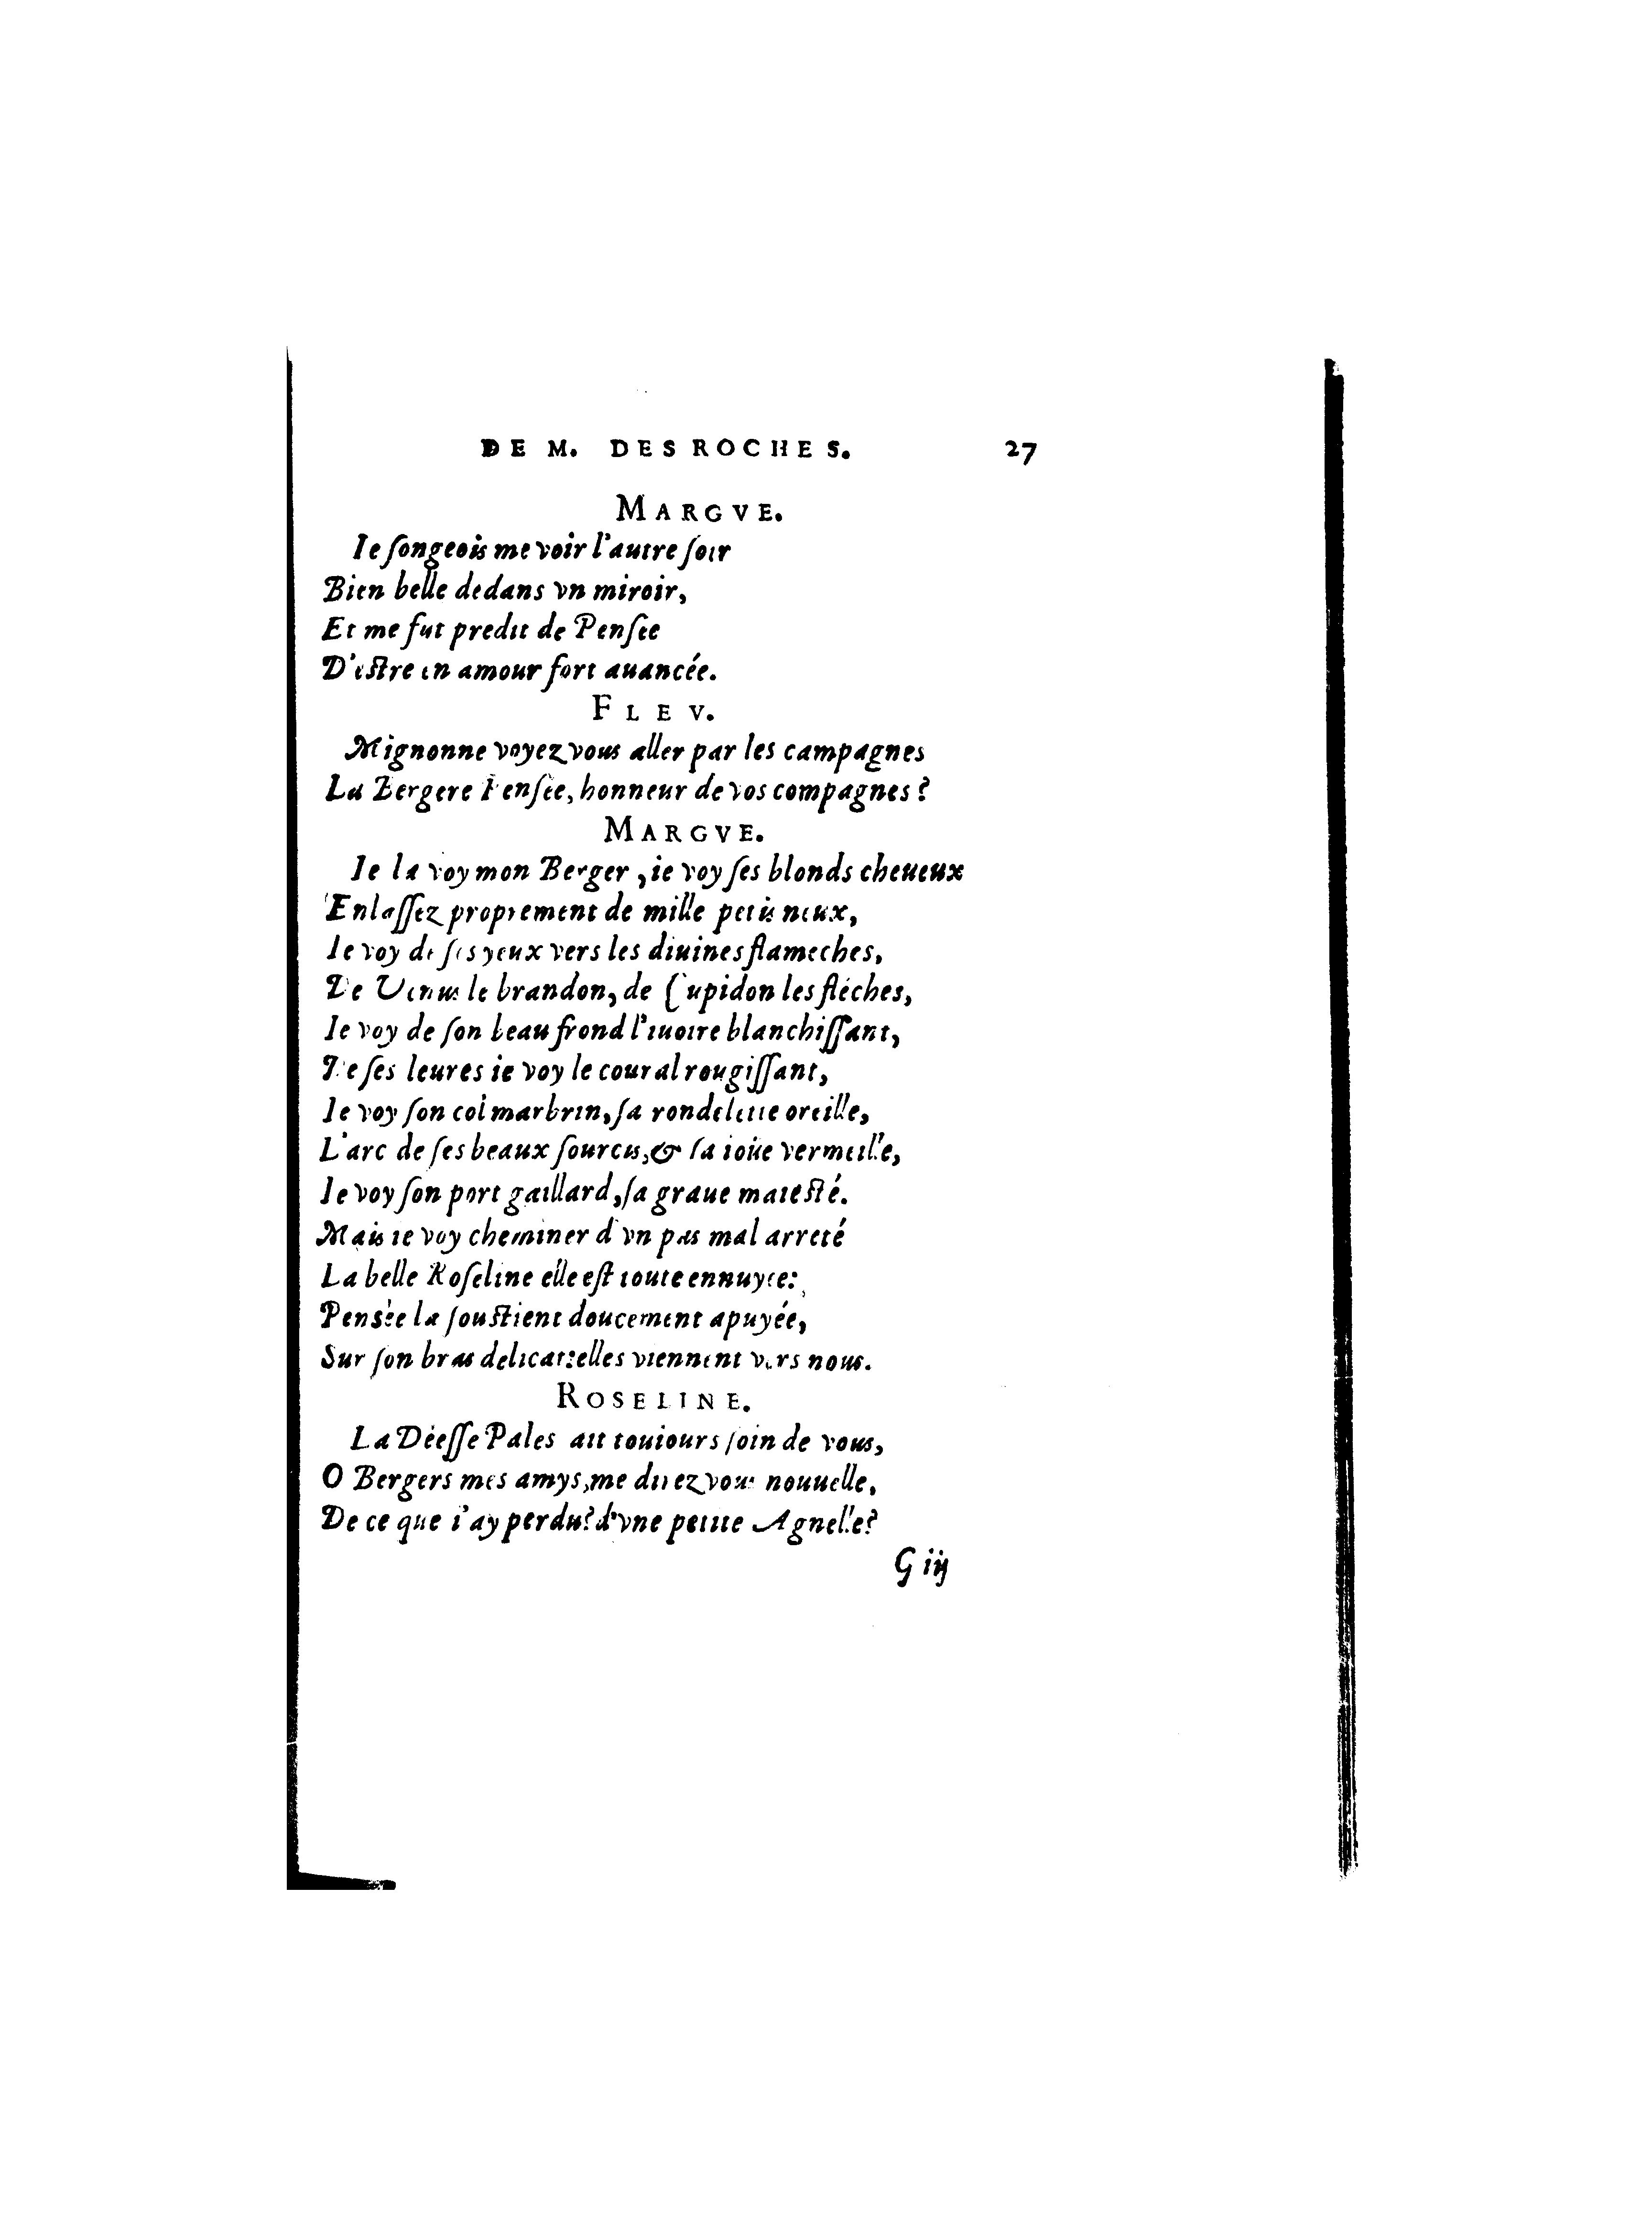 DE M. DES ROCHES. 27
MARGVE.
Ie ſongeois me voir l'autre ſoir
Bien belle dedans vn miroir,
Et me fut predit de Penſée
D'eſtre en amour fort auancée.
FLEV.
Mignonne voyez vous aller par les campagnes
La Bergere Penſée, honneur de vos compagnes?
MARGVE.
Ie la voy mon Berger, ie voy ſes blonds cheueux
Enlaſſez proprement de mille petis neux,
Ie voy de ſes yeux vers les diuines flameches,
De Venus le brandon, de Cupidon les fléches,
Ie voy de ſon beau frond l'iuoire blanchiſſant,
De ſes leures ie voy le coural rougiſſant,
Ie voy ſon col marbrin, ſa rondelette oreille,
L'arc de ſes beaux ſourcis, & ſa ioüe vermeille,
Ie voy ſon port gaillard, ſa graue maieſté.
Mais ie voy cheminer d'vn pas mal arreté
La belle Roſeline elle eſt toute ennuyée:
Pensée la ſouſtient doucement apuyée,
Sur ſon bras delicat: elles viennent vers nous.
ROSELINE.
La Déeſſe Pales ait touiours ſoin de vous,
O Bergers mes amys, me direz vous nouuelle,
De ce que i'ay perdu? d'vne petite Agnelle?
G iij